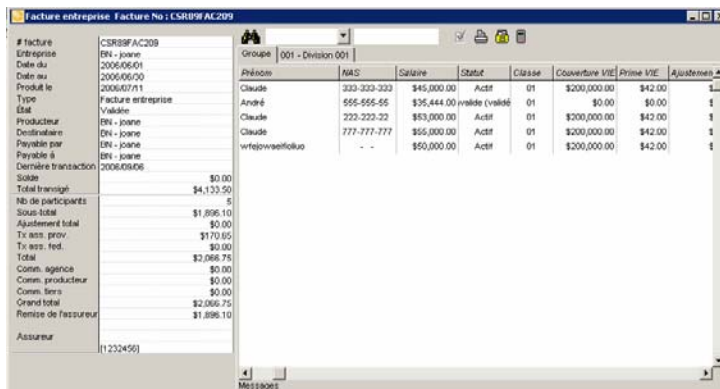 Facture entreprise Facture No : CSR89FAC209
# facture CSR89FAC209
Entreprise BN - joane
Date du 2006/06/01
Date au 2006/06/30
Produit le 2006/07/11
Type Facture entreprise
État Validée
Producteur BN - joane
Destinataire BN - joane
Payable par BN - joane
Payable à BN - joane
Dernière transaction 2006/09/06
Solde $0.00
Total transigé $4,133.50
Nb de participants 5
Sous-total $1,896.10
Ajustement total $0.00
Tx ass. prov. $170.65
Tx ass. fed. $0.00
Total $2,066.75
Comm. agence $0.00
Comm. producteur $0.00
Comm. tiers $0.00
Grand total $2,066.75
Remise de l'assureur $1,896.10
Assureur
[1232456]
Groupe 001 - Division 001
Prénom NAS Salaire Statut Classe Couverture VIE Prime VIE Ajustemen
Claude 333-333-333 $45,000.00 Actif 01 $200,000.00 $42.00 $
André 555-555-55 $35,444.00 nvalide (validé 01 $0.00 $0.00 $
Claude 222-222-22 $53,000.00 Actif 01 $200,000.00 $42.00 $
Claude 777-777-777 $55,000.00 Actif 01 $200,000.00 $42.00 $
- - $50,000.00 Actif 01 $200,000.00 $42.00 $
Messages